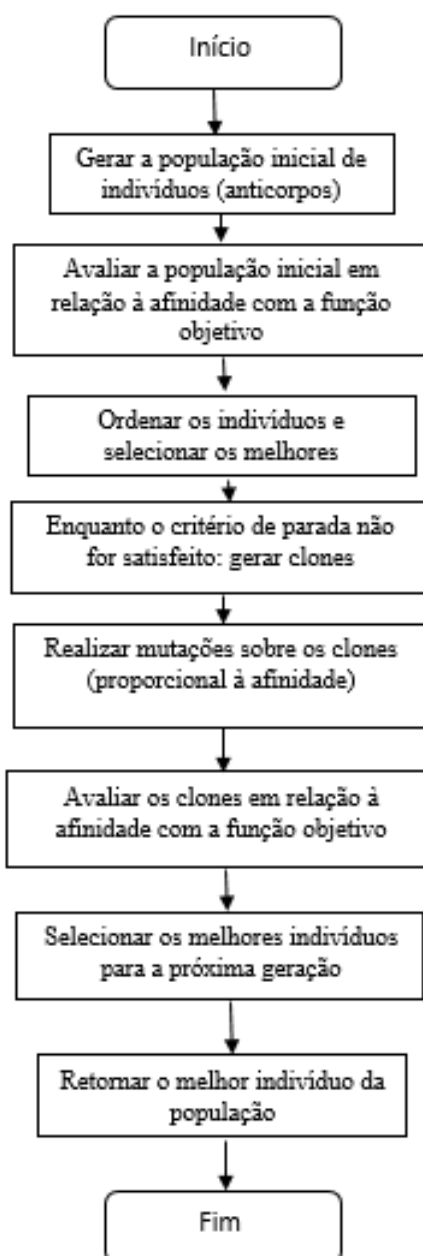 Início
Gerar a população inicial de
indivíduos (anticorpos)
Avaliar a população inicial em
relação à afinidade com a função
objetivo
Ordenar os indivíduos e
selecionar os melhores
Enquanto o critério de parada não
for satisfeito: gerar clones
Realizar mutações sobre os clones
(proporcional à afinidade)
Avaliar os clones em relação à
afinidade com a função objetivo
Selecionar os melhores indivíduos
para a próxima geração
Retornar o melhor indivíduo da
população
Fim